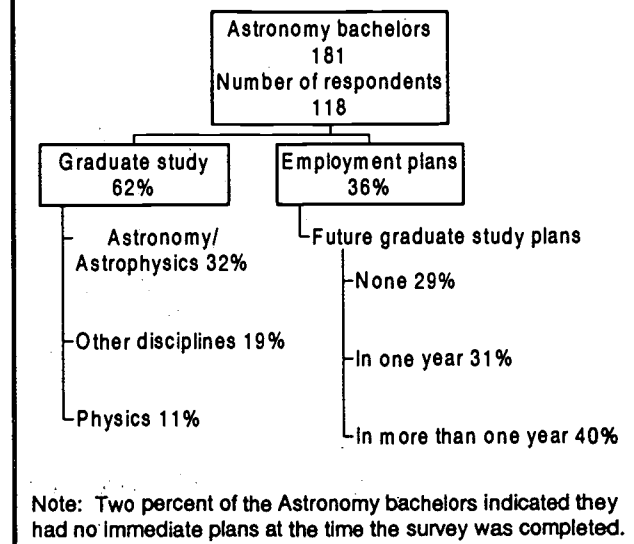 Astronomy bachelors
181
Number of respondents
118
Graduate study
62%
Employment plans
36%
Astronomy/
Astrophysics 32%
Other disciplines 19%
Physics 11%
Future graduate study plans
None 29%
In one year 31%
In more than one year 40%
Note: Two percent of the Astronomy bachelors indicated they
had no immediate plans at the time the survey was completed.